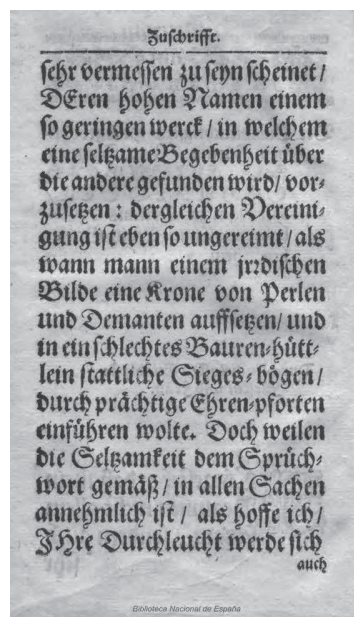 Zuschrifft.
sehr vermessen zu seyn scheinet /
DEren hohen Namen einem
so geringen werck / in welchem
eine seltzame Begebenheit über
die andere gefunden wird / vor-
zusetzen : dergleichen Vereini-
gung ist eben so ungereimt / als
wann mann einem jrrdischen
Bilde eine Krone von Perlen
und Demanten auffsetzen / und
in ein schlechtes Bauren-hütt-
lein stattliche Sieges-bögen /
durch prächtige Ehren-pforten
einführen wolte. Doch weilen
die Seltzamkeit dem Sprüch-
wort gemäß / in allen Sachen
annehmlich ist / als hoffe ich /
JHre Durchleucht werde sich
auch
Biblioteca Nacional de España